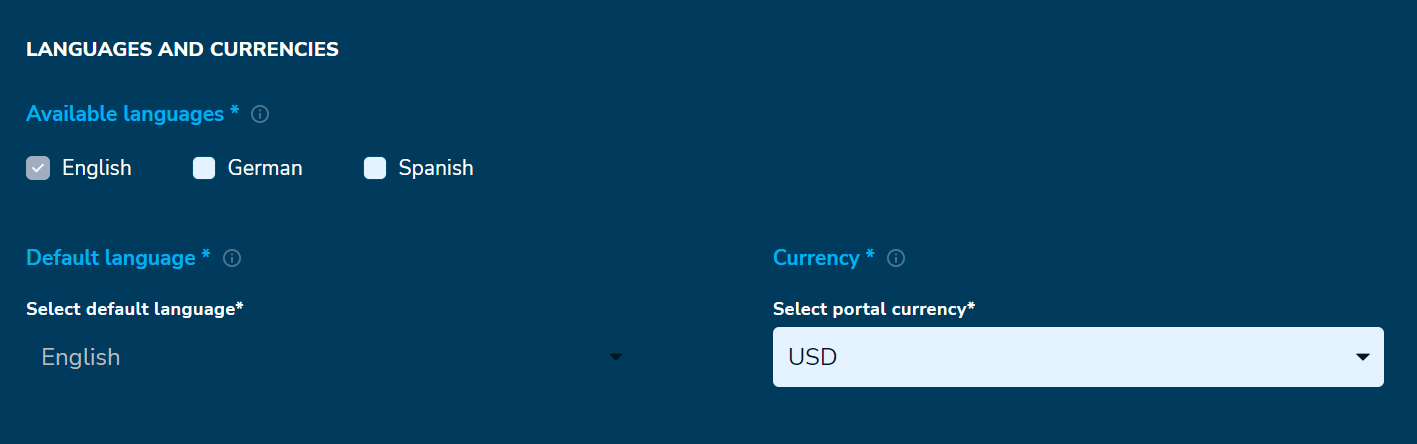 LANGUAGES AND CURRENCIES
Available languages *
English German Spanish
Default language * Currency *
Select default language* Select portal currency*
English USD